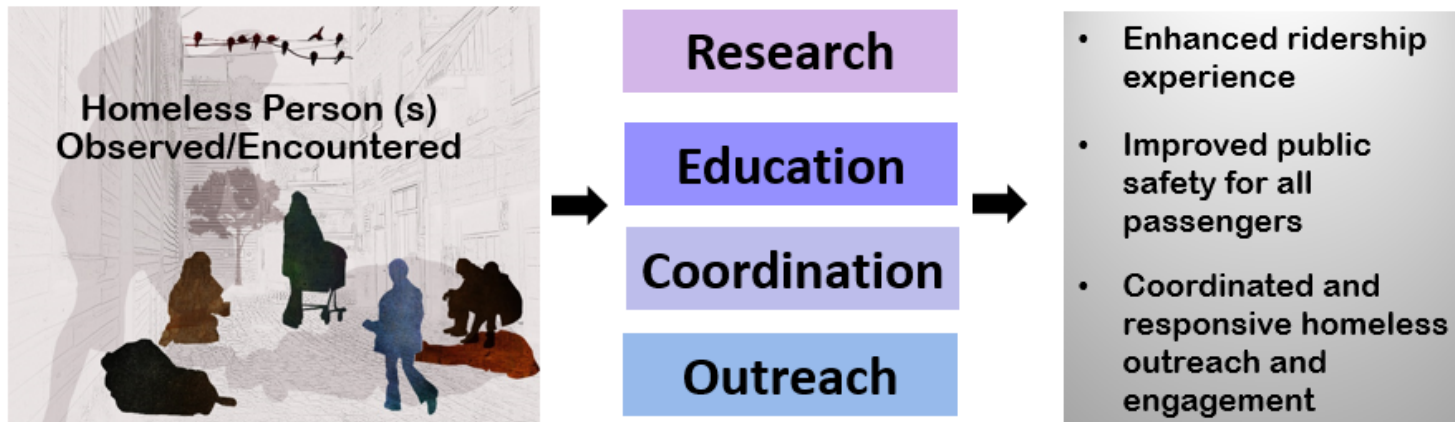 Homeless Person (s)
Observed/Encountered
Research
Education
Coordination
Outreach
• Enhanced ridership
experience
• Improved public
safety for all
passengers
• Coordinated and
responsive homeless
outreach and
engagement